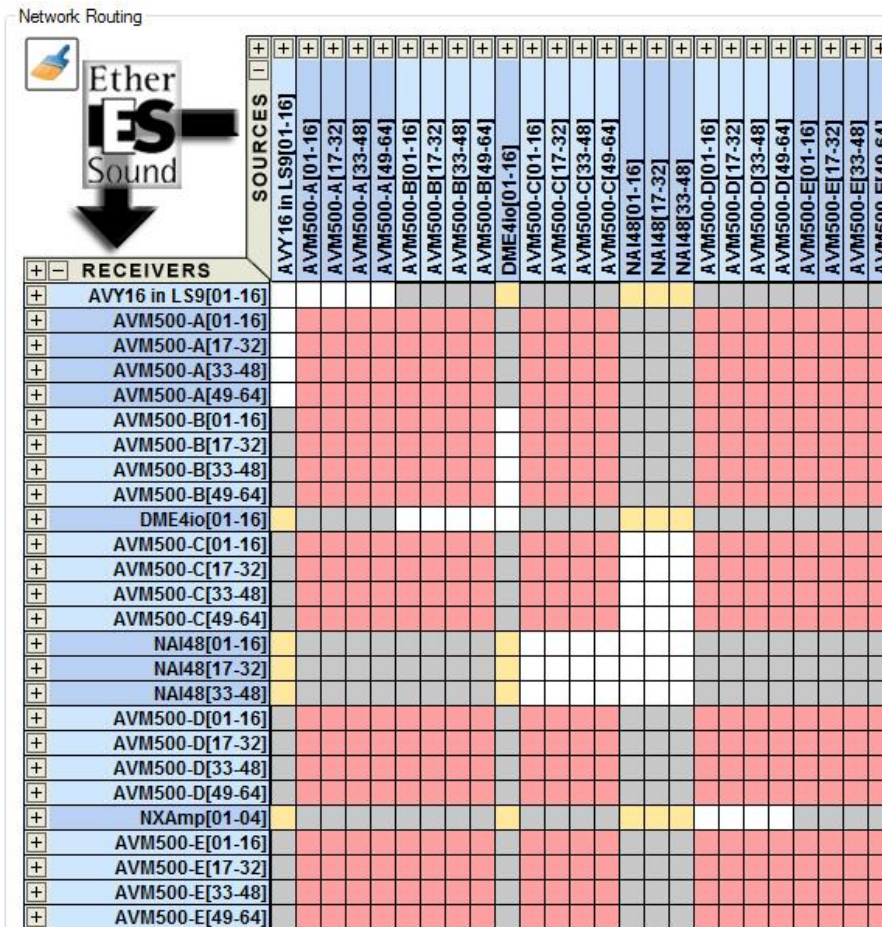 Network Routing
Ether
ES
Sound
SOURCES
AVY16 in LS9[01-16]
AVM500-A[01-16]
AVM500-A[17-32]
AVM500-A[33-48]
AVM500-A[49-64]
AVM500-B[01-16]
AVM500-B[17-32]
AVM500-B[33-48]
AVM500-B[49-64]
DME4io[01-16]
AVM500-C[01-16]
AVM500-C[17-32]
AVM500-C[33-48]
AVM500-C[49-64]
NAI48[01-16]
NAI48[17-32]
NAI48[33-48]
AVM500-D[01-16]
AVM500-D[17-32]
AVM500-D[33-48]
AVM500-D[49-64]
AVM500-E[01-16]
AVM500-E[17-32]
AVM500-E[33-48]
AVM500-E[49-64]
RECEIVERS
AVY16 in LS9[01-16]
AVM500-A[01-16]
AVM500-A[17-32]
AVM500-A[33-48]
AVM500-A[49-64]
AVM500-B[01-16]
AVM500-B[17-32]
AVM500-B[33-48]
AVM500-B[49-64]
DME4io[01-16]
AVM500-C[01-16]
AVM500-C[17-32]
AVM500-C[33-48]
AVM500-C[49-64]
NAI48[01-16]
NAI48[17-32]
NAI48[33-48]
AVM500-D[01-16]
AVM500-D[17-32]
AVM500-D[33-48]
AVM500-D[49-64]
NXAmp[01-04]
AVM500-E[01-16]
AVM500-E[17-32]
AVM500-E[33-48]
AVM500-E[49-64]